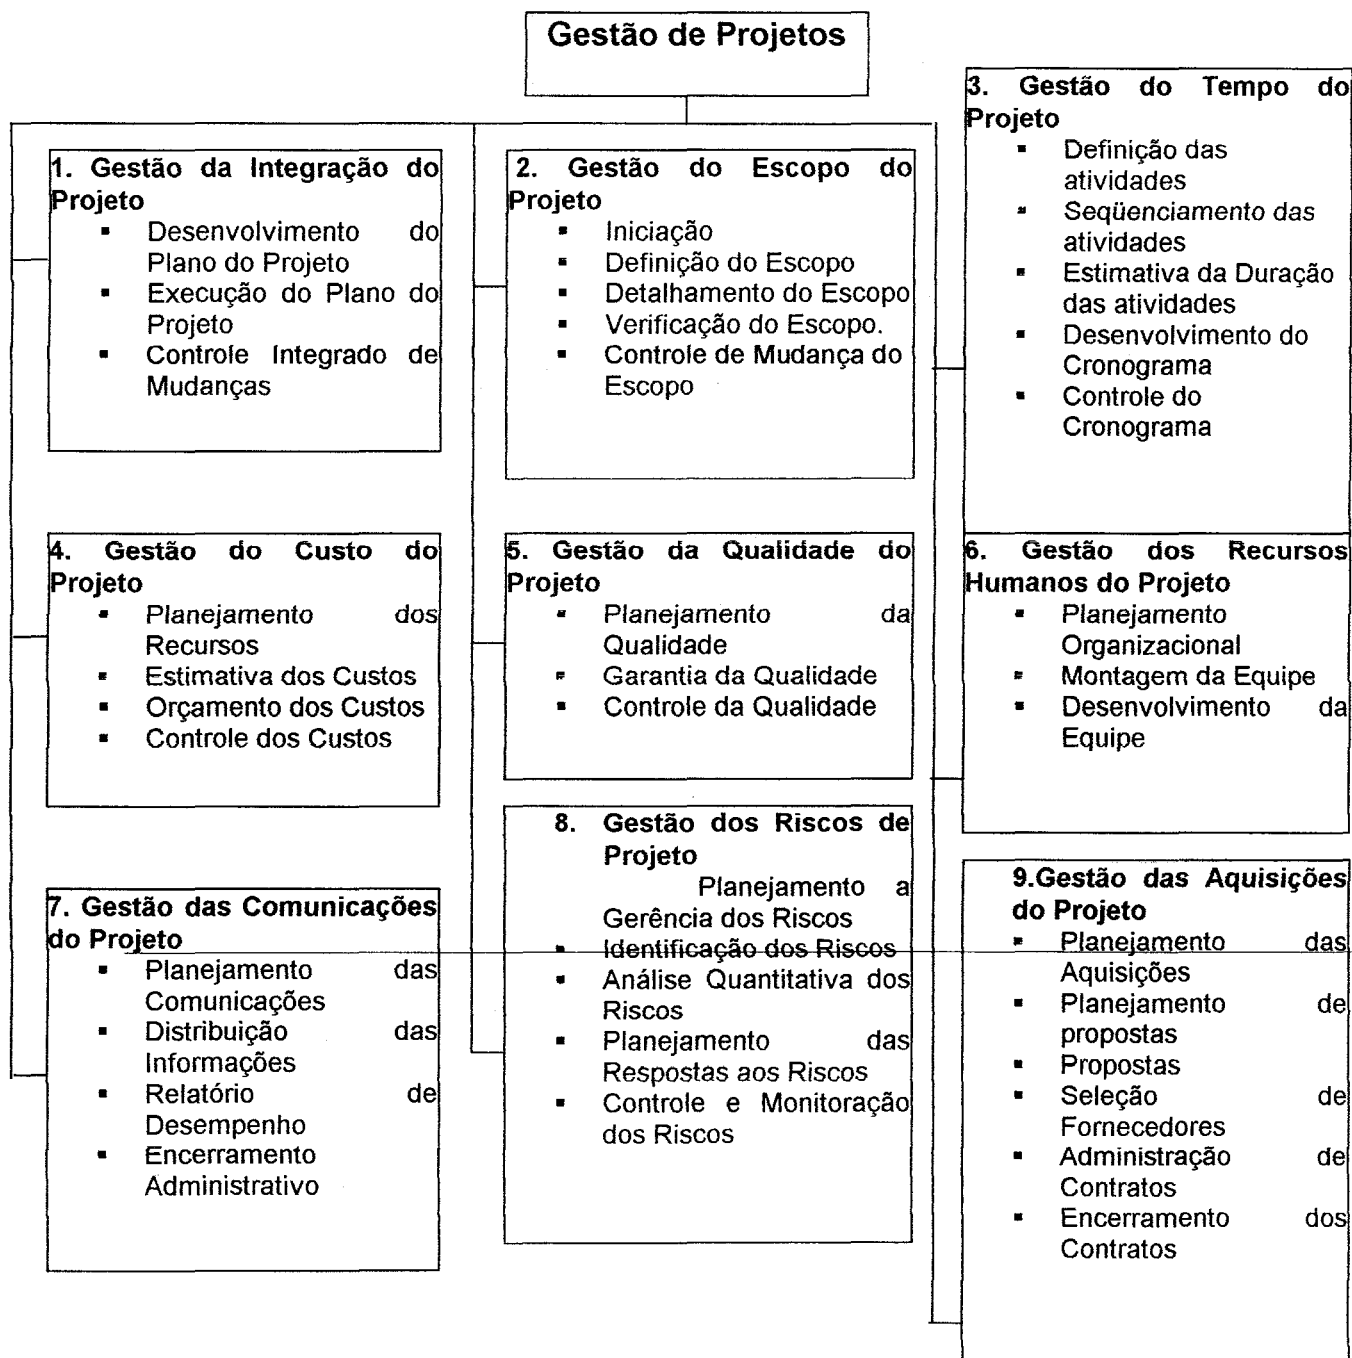 Gestão de Projetos
1. Gestão da Integração do
Projeto
▪ Desenvolvimento do
Plano do Projeto
▪ Execução do Plano do
Projeto
▪ Controle Integrado de
Mudanças
2. Gestão do Escopo do
Projeto
▪ Iniciação
▪ Definição do Escopo
▪ Detalhamento do Escopo
▪ Verificação do Escopo.
▪ Controle de Mudança do
Escopo
3. Gestão do Tempo do
Projeto
▪ Definição das
atividades
▪ Seqüenciamento das
atividades
▪ Estimativa da Duração
das atividades
▪ Desenvolvimento do
Cronograma
▪ Controle do
Cronograma
4. Gestão do Custo do
Projeto
▪ Planejamento dos
Recursos
▪ Estimativa dos Custos
▪ Orçamento dos Custos
▪ Controle dos Custos
5. Gestão da Qualidade do
Projeto
▪ Planejamento da
Qualidade
▪ Garantia da Qualidade
▪ Controle da Qualidade
6. Gestão dos Recursos
Humanos do Projeto
▪ Planejamento
Organizacional
▪ Montagem da Equipe
▪ Desenvolvimento da
Equipe
7. Gestão das Comunicações
do Projeto
▪ Planejamento das
Comunicações
▪ Distribuição das
Informações
▪ Relatório de
Desempenho
▪ Encerramento
Administrativo
8. Gestão dos Riscos de
Projeto
Planejamento a
Gerência dos Riscos
▪ Identificação dos Riscos
▪ Análise Quantitativa dos
Riscos
▪ Planejamento das
Respostas aos Riscos
▪ Controle e Monitoração
dos Riscos
9.Gestão das Aquisições
do Projeto
▪ Planejamento das
Aquisições
▪ Planejamento de
propostas
▪ Propostas
▪ Seleção de
Fornecedores
▪ Administração de
Contratos
▪ Encerramento dos
Contratos